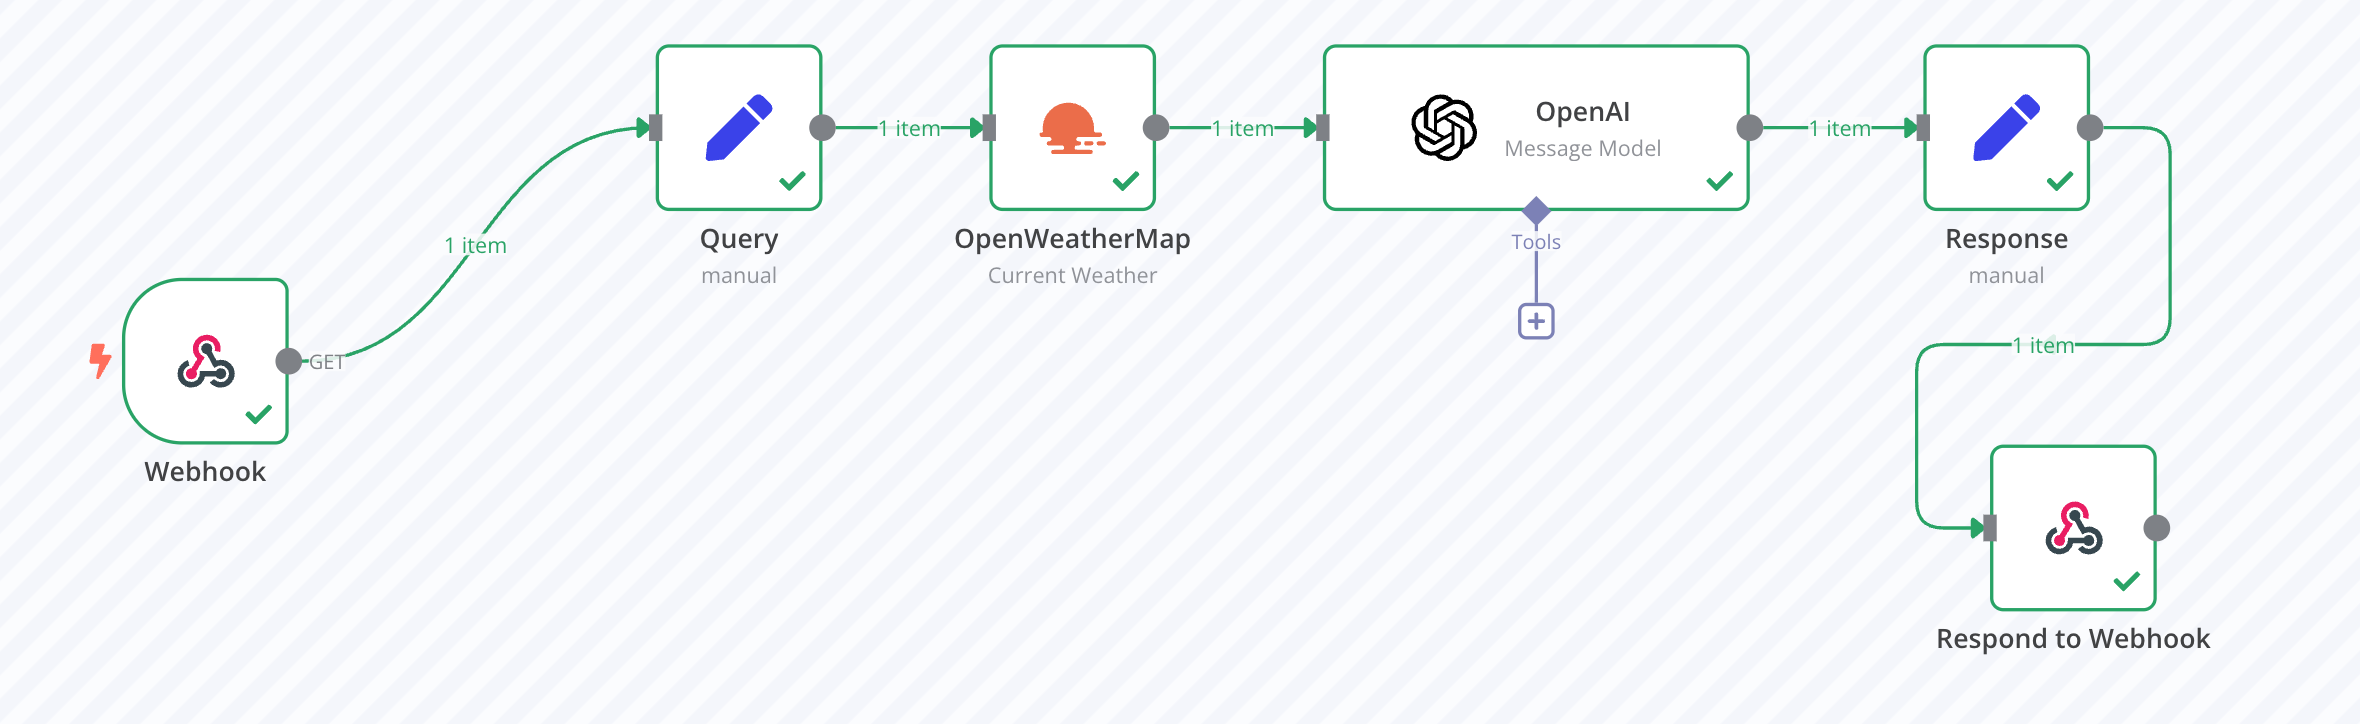 Webhook
GET
1 item
Query
manual
1 item
OpenWeatherMap
Current Weather
1 item
OpenAI
Message Model
Tools
1 item
Response
manual
1 item
Respond to Webhook